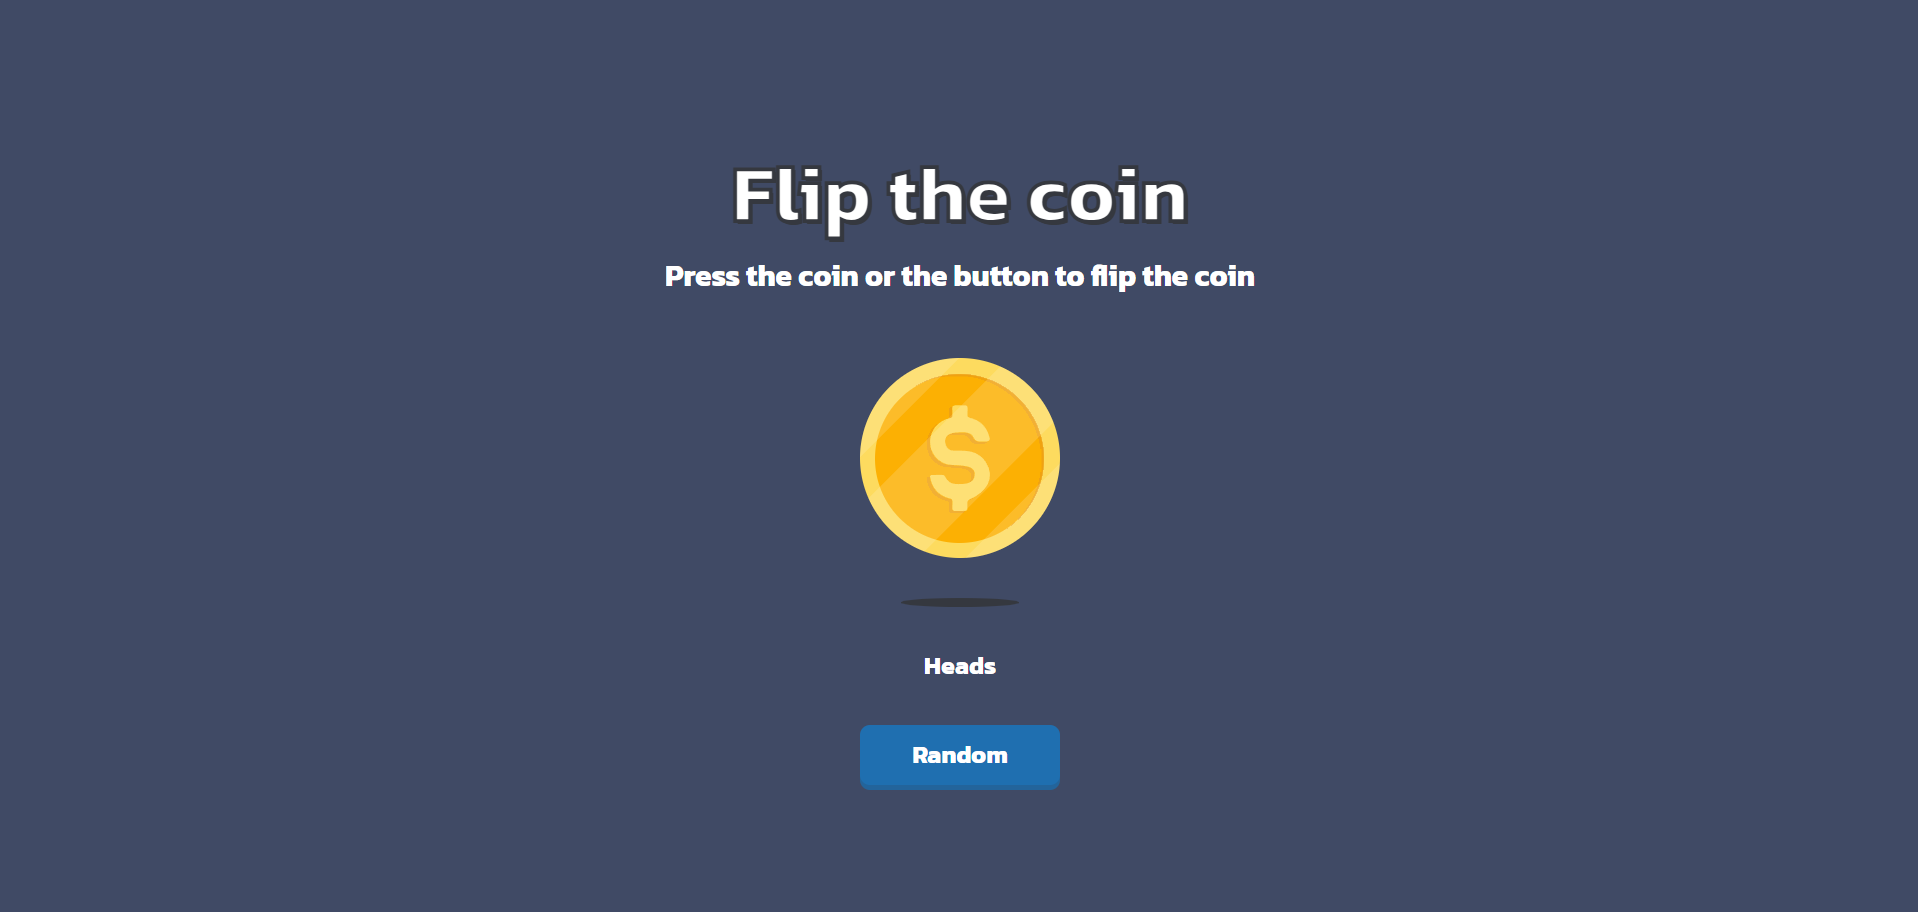 Flip the coin
Press the coin or the button to flip the coin
$
Heads
Random